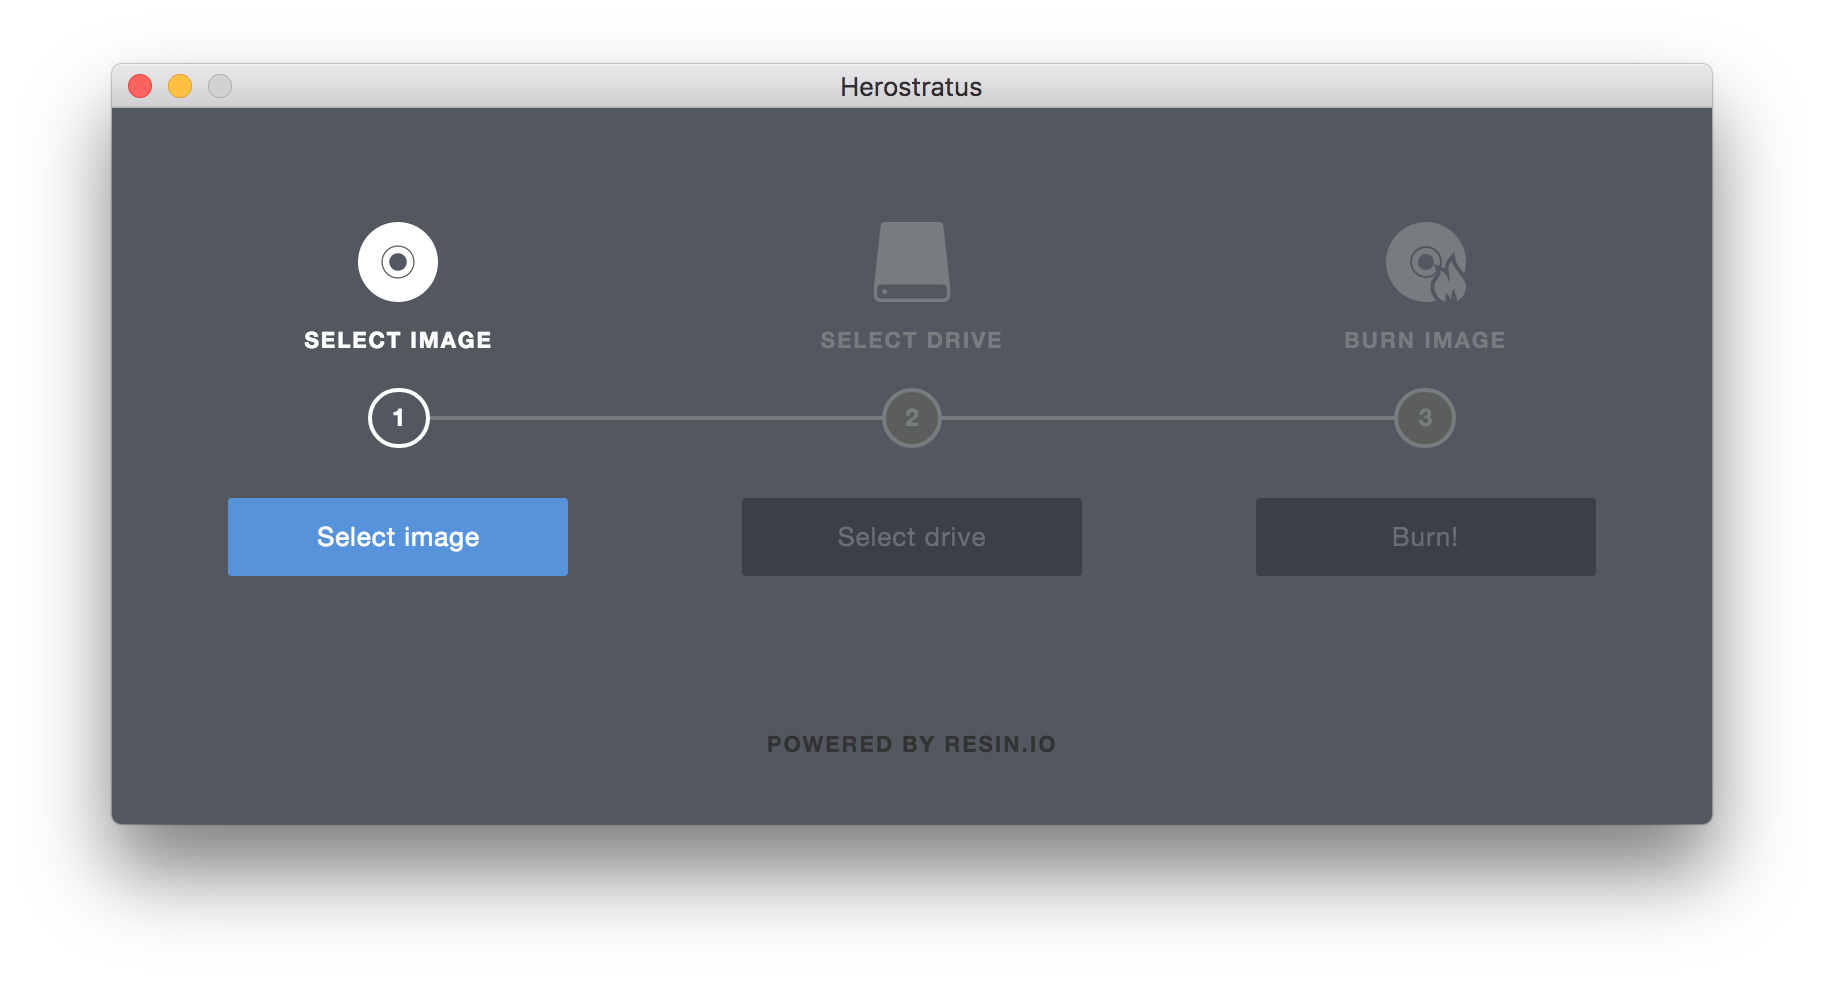 Herostratus
SELECT IMAGE
SELECT DRIVE
BURN IMAGE
1
2
3
Select image
Select drive
Burn!
POWERED BY RESIN.IO